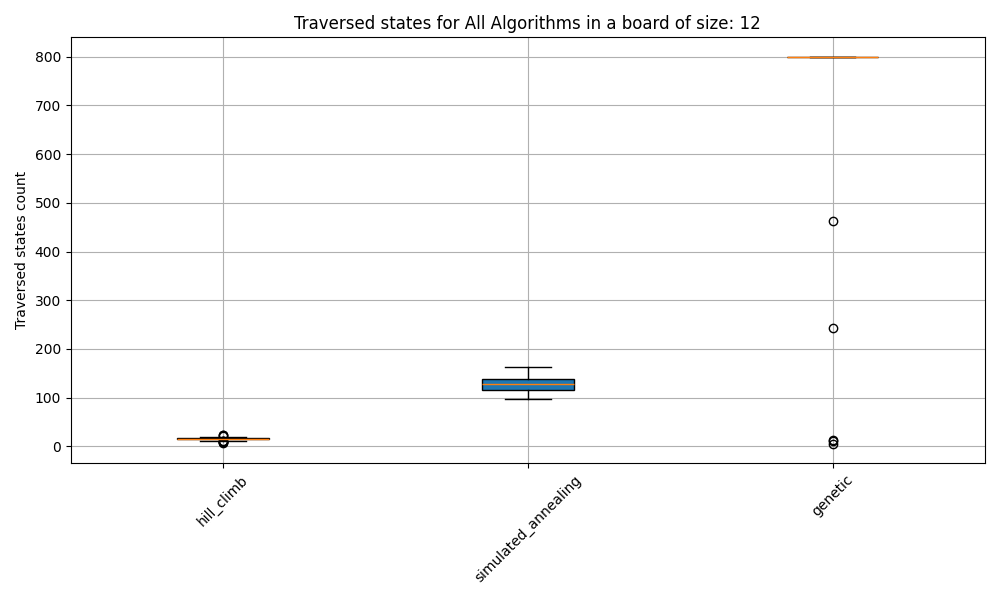 Traversed states for All Algorithms in a board of size: 12
Traversed states count
800
700
600
500
400
300
200
100
0
hill_climb
simulated_annealing
genetic